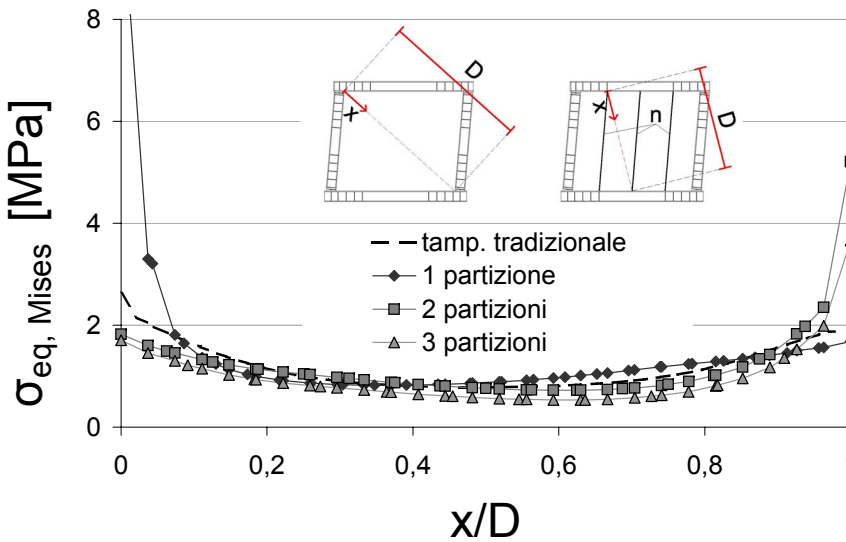 8
6
4
2
0
σeq, Mises [MPa]
D
x
D
x
n
tamp. tradizionale
1 partizione
2 partizioni
3 partizioni
0
0,2
0,4
0,6
0,8
x/D